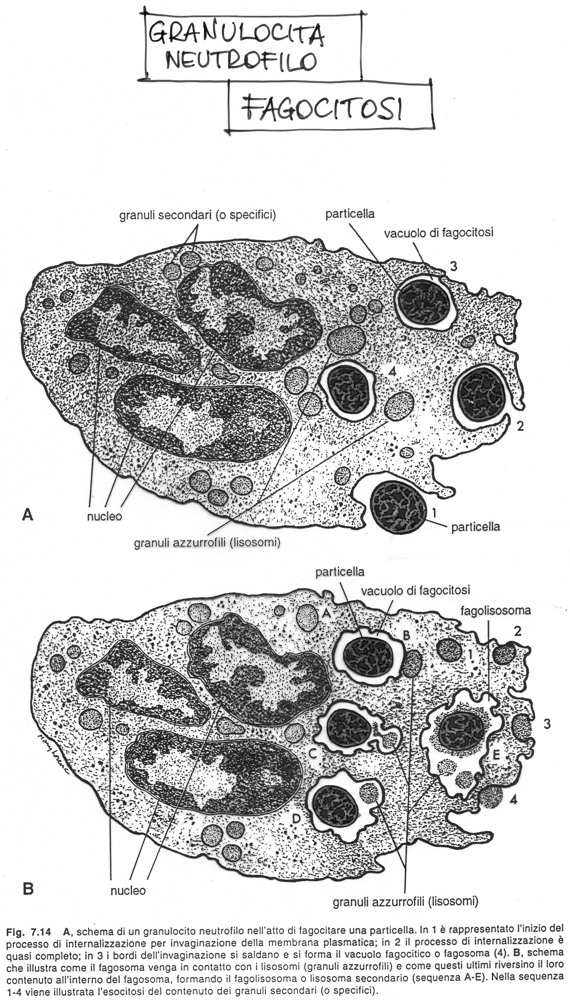 GRANULOCITA
NEUTROFILO
FAGOCITOSI
granuli secondari (o specifici)
particella
vacuolo di fagocitosi
3
4
2
1
A
nucleo
particella
granuli azzurrofili (lisosomi)
particella
vacuolo di fagocitosi
fagolisosoma
A
B
2
1
3
C
E
4
D
B
nucleo
granuli azzurrofili (lisosomi)
Fig. 7.14 A, schema di un granulocito neutrofilo nell'atto di fagocitare una particella. In 1 è rappresentato l'inizio del
processo di internalizzazione per invaginazione della membrana plasmatica; in 2 il processo di internalizzazione è
quasi completo; in 3 i bordi dell'invaginazione si saldano e si forma il vacuolo fagocitico o fagosoma (4). B, schema
che illustra come il fagosoma venga in contatto con i lisosomi (granuli azzurrofili) e come questi ultimi riversino il loro
contenuto all'interno del fagosoma, formando il fagolisosoma o lisosoma secondario (sequenza A-E). Nella sequenza
1-4 viene illustrata l'esocitosi del contenuto dei granuli secondari (o specifici).